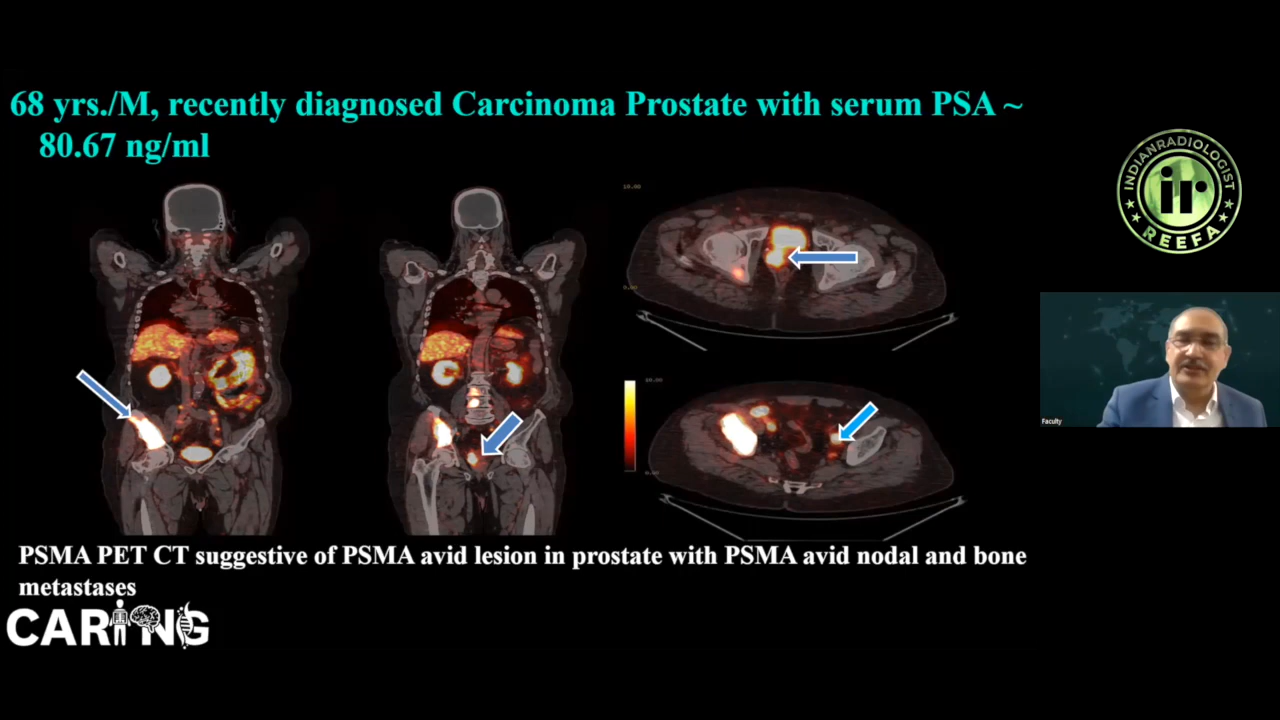 68 yrs./M, recently diagnosed Carcinoma Prostate with serum PSA ~
80.67 ng/ml
INDIANRADIOLOGIST
ir
REEFA
Faculty
PSMA PET CT suggestive of PSMA avid lesion in prostate with PSMA avid nodal and bone
metastases
CARING